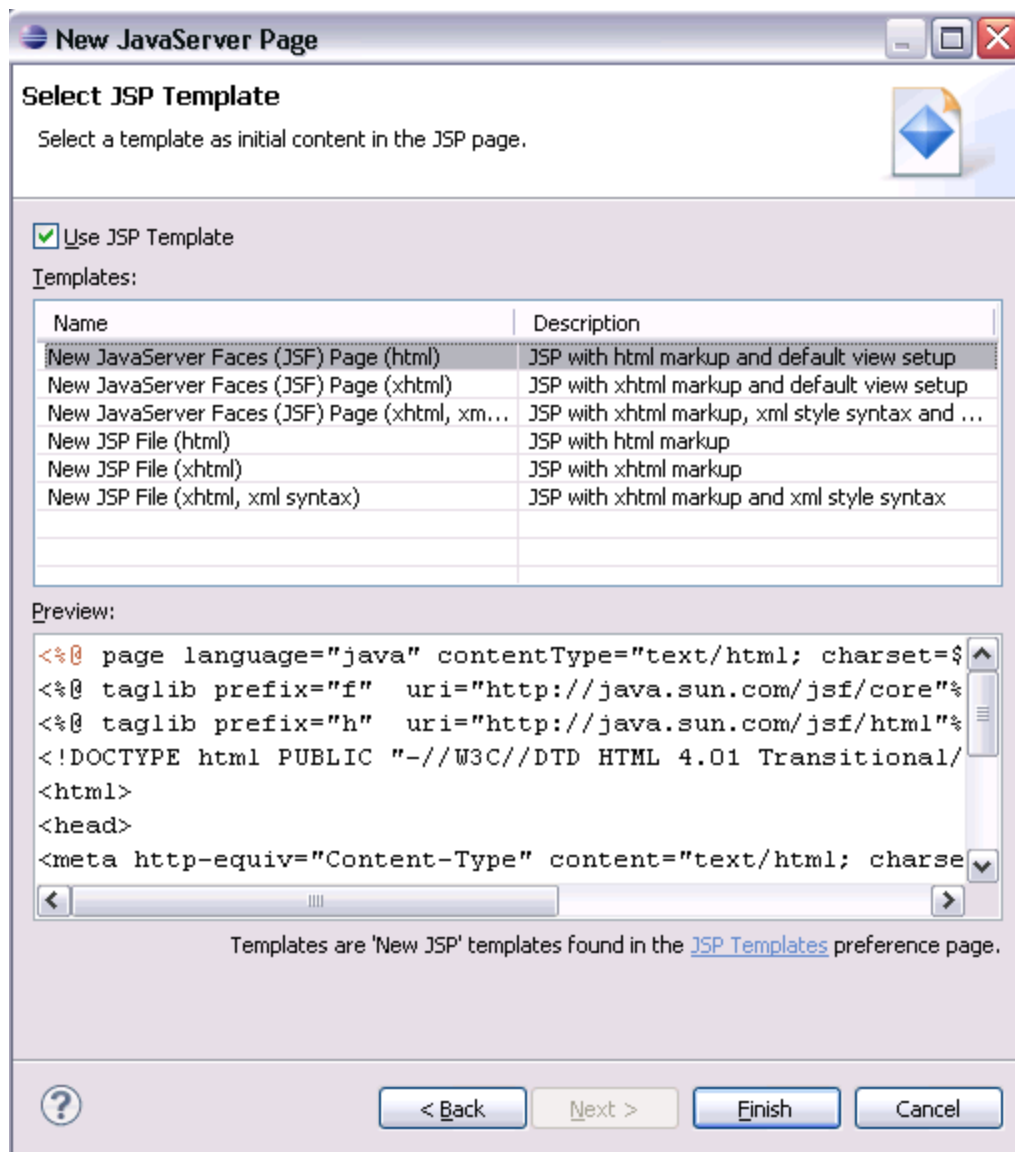 New JavaServer Page
Select JSP Template
Select a template as initial content in the JSP page.
Use JSP Template
Templates:
Name Description
New JavaServer Faces (JSF) Page (html) JSP with html markup and default view setup
New JavaServer Faces (JSF) Page (xhtml) JSP with xhtml markup and default view setup
New JavaServer Faces (JSF) Page (xhtml, xm... JSP with xhtml markup, xml style syntax and ...
New JSP File (html) JSP with html markup
New JSP File (xhtml) JSP with xhtml markup
New JSP File (xhtml, xml syntax) JSP with xhtml markup and xml style syntax
Preview:
<%@ page language="java" contentType="text/html; charset=$
<%@ taglib prefix="f"  uri="http://java.sun.com/jsf/core"%
<%@ taglib prefix="h"  uri="http://java.sun.com/jsf/html"%
<!DOCTYPE html PUBLIC "-//W3C//DTD HTML 4.01 Transitional/
<html>
<head>
<meta http-equiv="Content-Type" content="text/html; charse
Templates are 'New JSP' templates found in the JSP Templates preference page.
? < Back Next > Finish Cancel